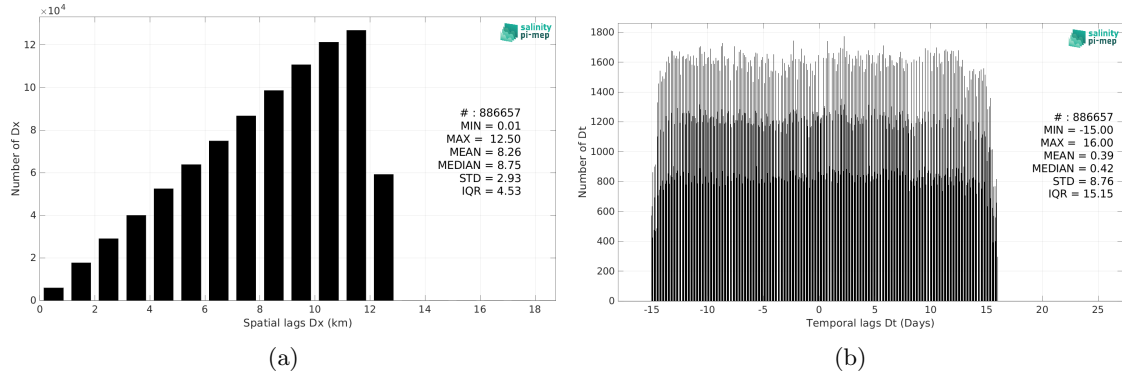 ×10⁴
12
10
8
6
4
2
0
Number of Dx
0 2 4 6 8 10 12 14 16 18
Spatial lags Dx (km)
salinity
pi-mep
# : 886657
MIN = 0.01
MAX = 12.50
MEAN = 8.26
MEDIAN = 8.75
STD = 2.93
IQR = 4.53
(a)
1800
1600
1400
1200
1000
800
600
400
200
0
Number of Dt
-15 -10 -5 0 5 10 15 20 25
Temporal lags Dt (Days)
salinity
pi-mep
# : 886657
MIN = -15.00
MAX = 16.00
MEAN = 0.39
MEDIAN = 0.42
STD = 8.76
IQR = 15.15
(b)